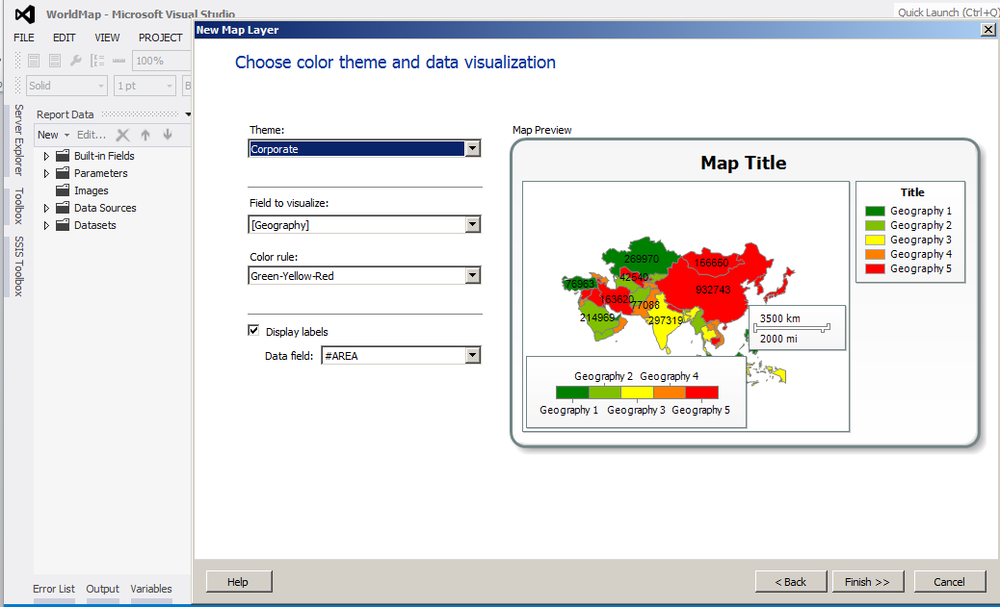 WorldMap - Microsoft Visual Studio
Quick Launch (Ctrl+Q)
FILE EDIT VIEW PROJECT
100%
Solid 1 pt B
Server Explorer
Toolbox
SSIS Toolbox
Report Data
New Edit...
Built-in Fields
Parameters
Images
Data Sources
Datasets
Error List Output Variables
New Map Layer
Choose color theme and data visualization
Theme:
Corporate
Field to visualize:
[Geography]
Color rule:
Green-Yellow-Red
Display labels
Data field: #AREA
Map Preview
Map Title
269970
156650
42540
76963
932743
163620
77088
214969
297319
3500 km
2000 mi
Geography 2 Geography 4
Geography 1 Geography 3 Geography 5
Title
Geography 1
Geography 2
Geography 3
Geography 4
Geography 5
Help < Back Finish >> Cancel